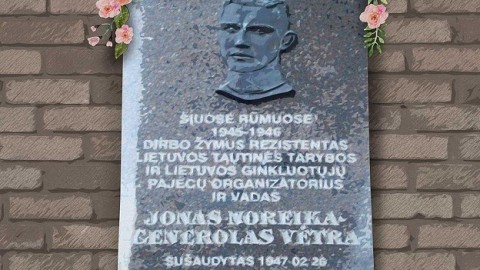 ŠIUOSE RŪMUOSE
1945-1946
DIRBO ŽYMUS REZISTENTAS
LIETUVOS TAUTINĖS TARYBOS
IR LIETUVOS GINKLUOTŲJŲ
PAJĖGŲ ORGANIZATORIUS
IR VADAS
JONAS NOREIKA-
GENEROLAS VĖTRA
SUŠAUDYTAS 1947 02 26